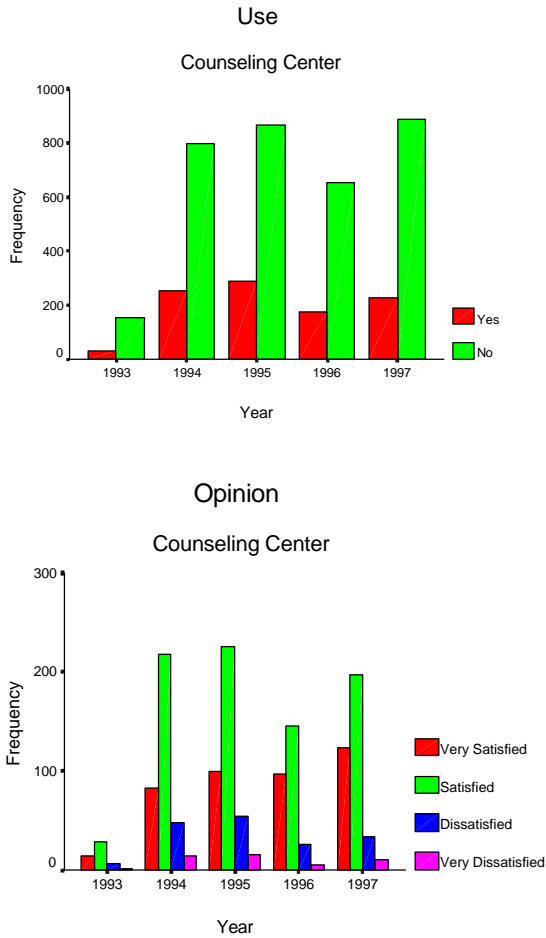 Use
Counseling Center
1000
800
600
400
200
0
Frequency
1993 1994 1995 1996 1997
Year
Yes
No
Opinion
Counseling Center
300
200
100
0
Frequency
1993 1994 1995 1996 1997
Year
Very Satisfied
Satisfied
Dissatisfied
Very Dissatisfied